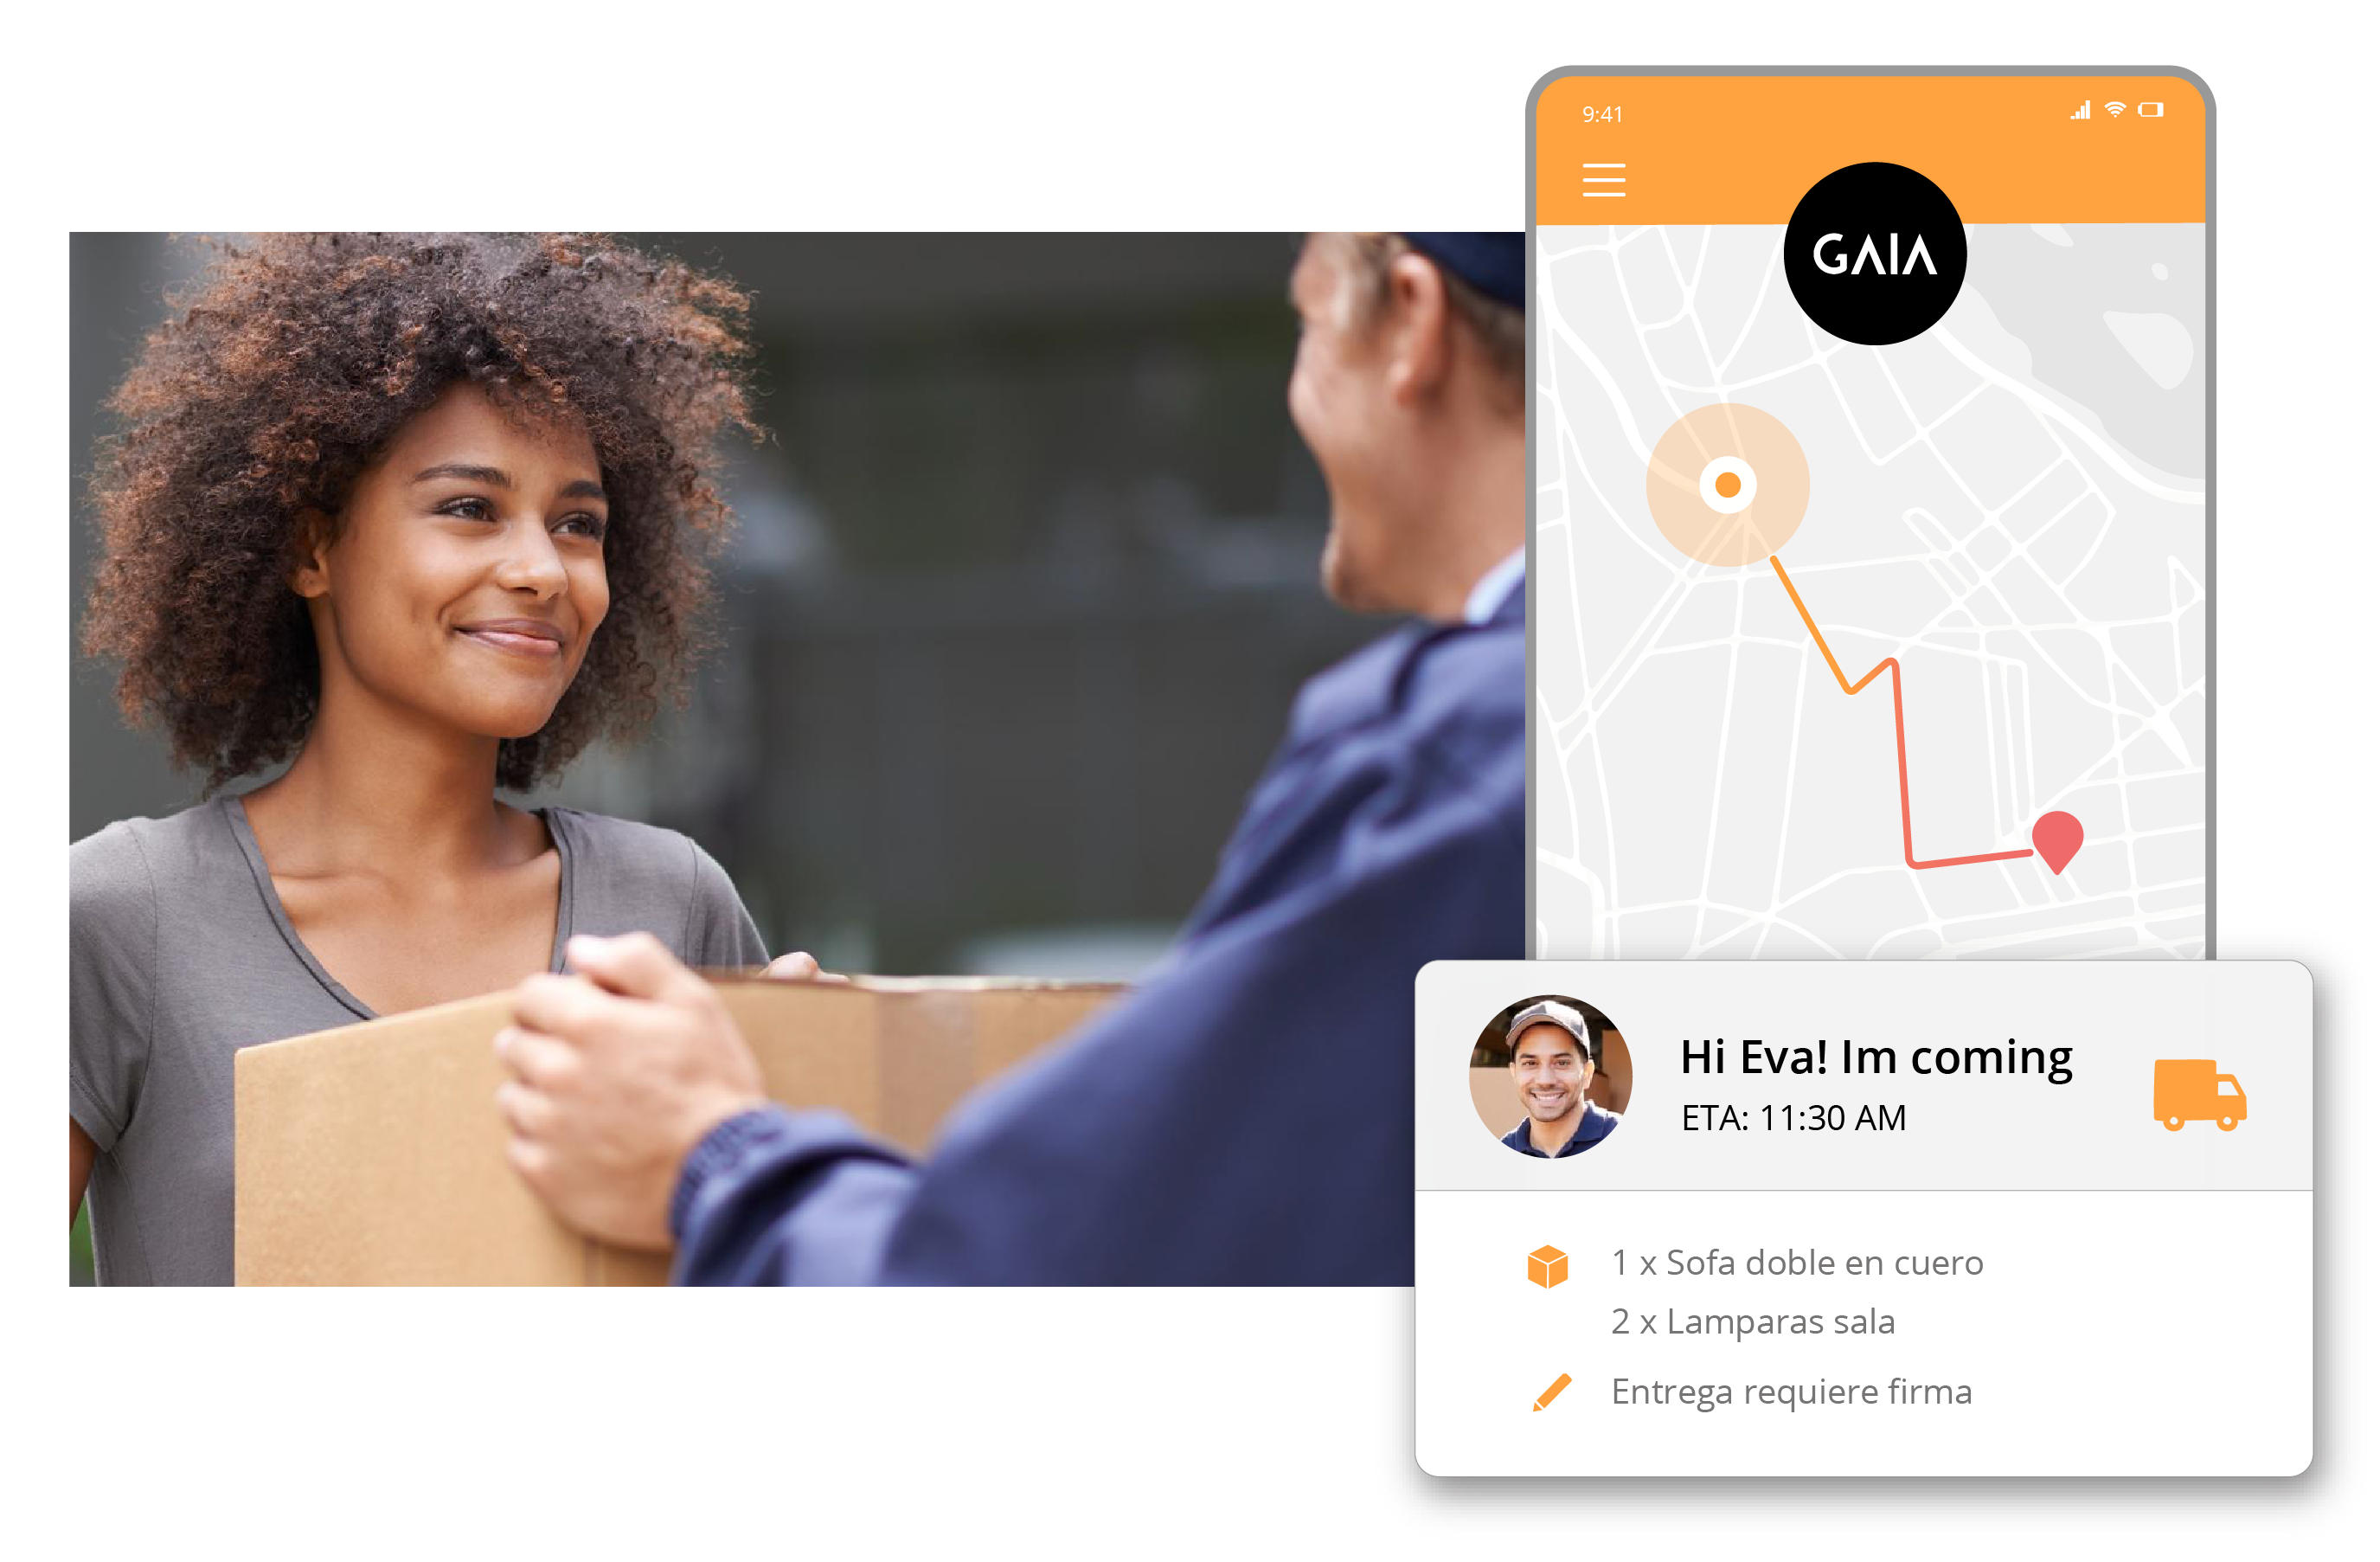 9:41
GAIA
Hi Eva! Im coming
ETA: 11:30 AM
1 x Sofa doble en cuero
2 x Lamparas sala
Entrega requiere firma